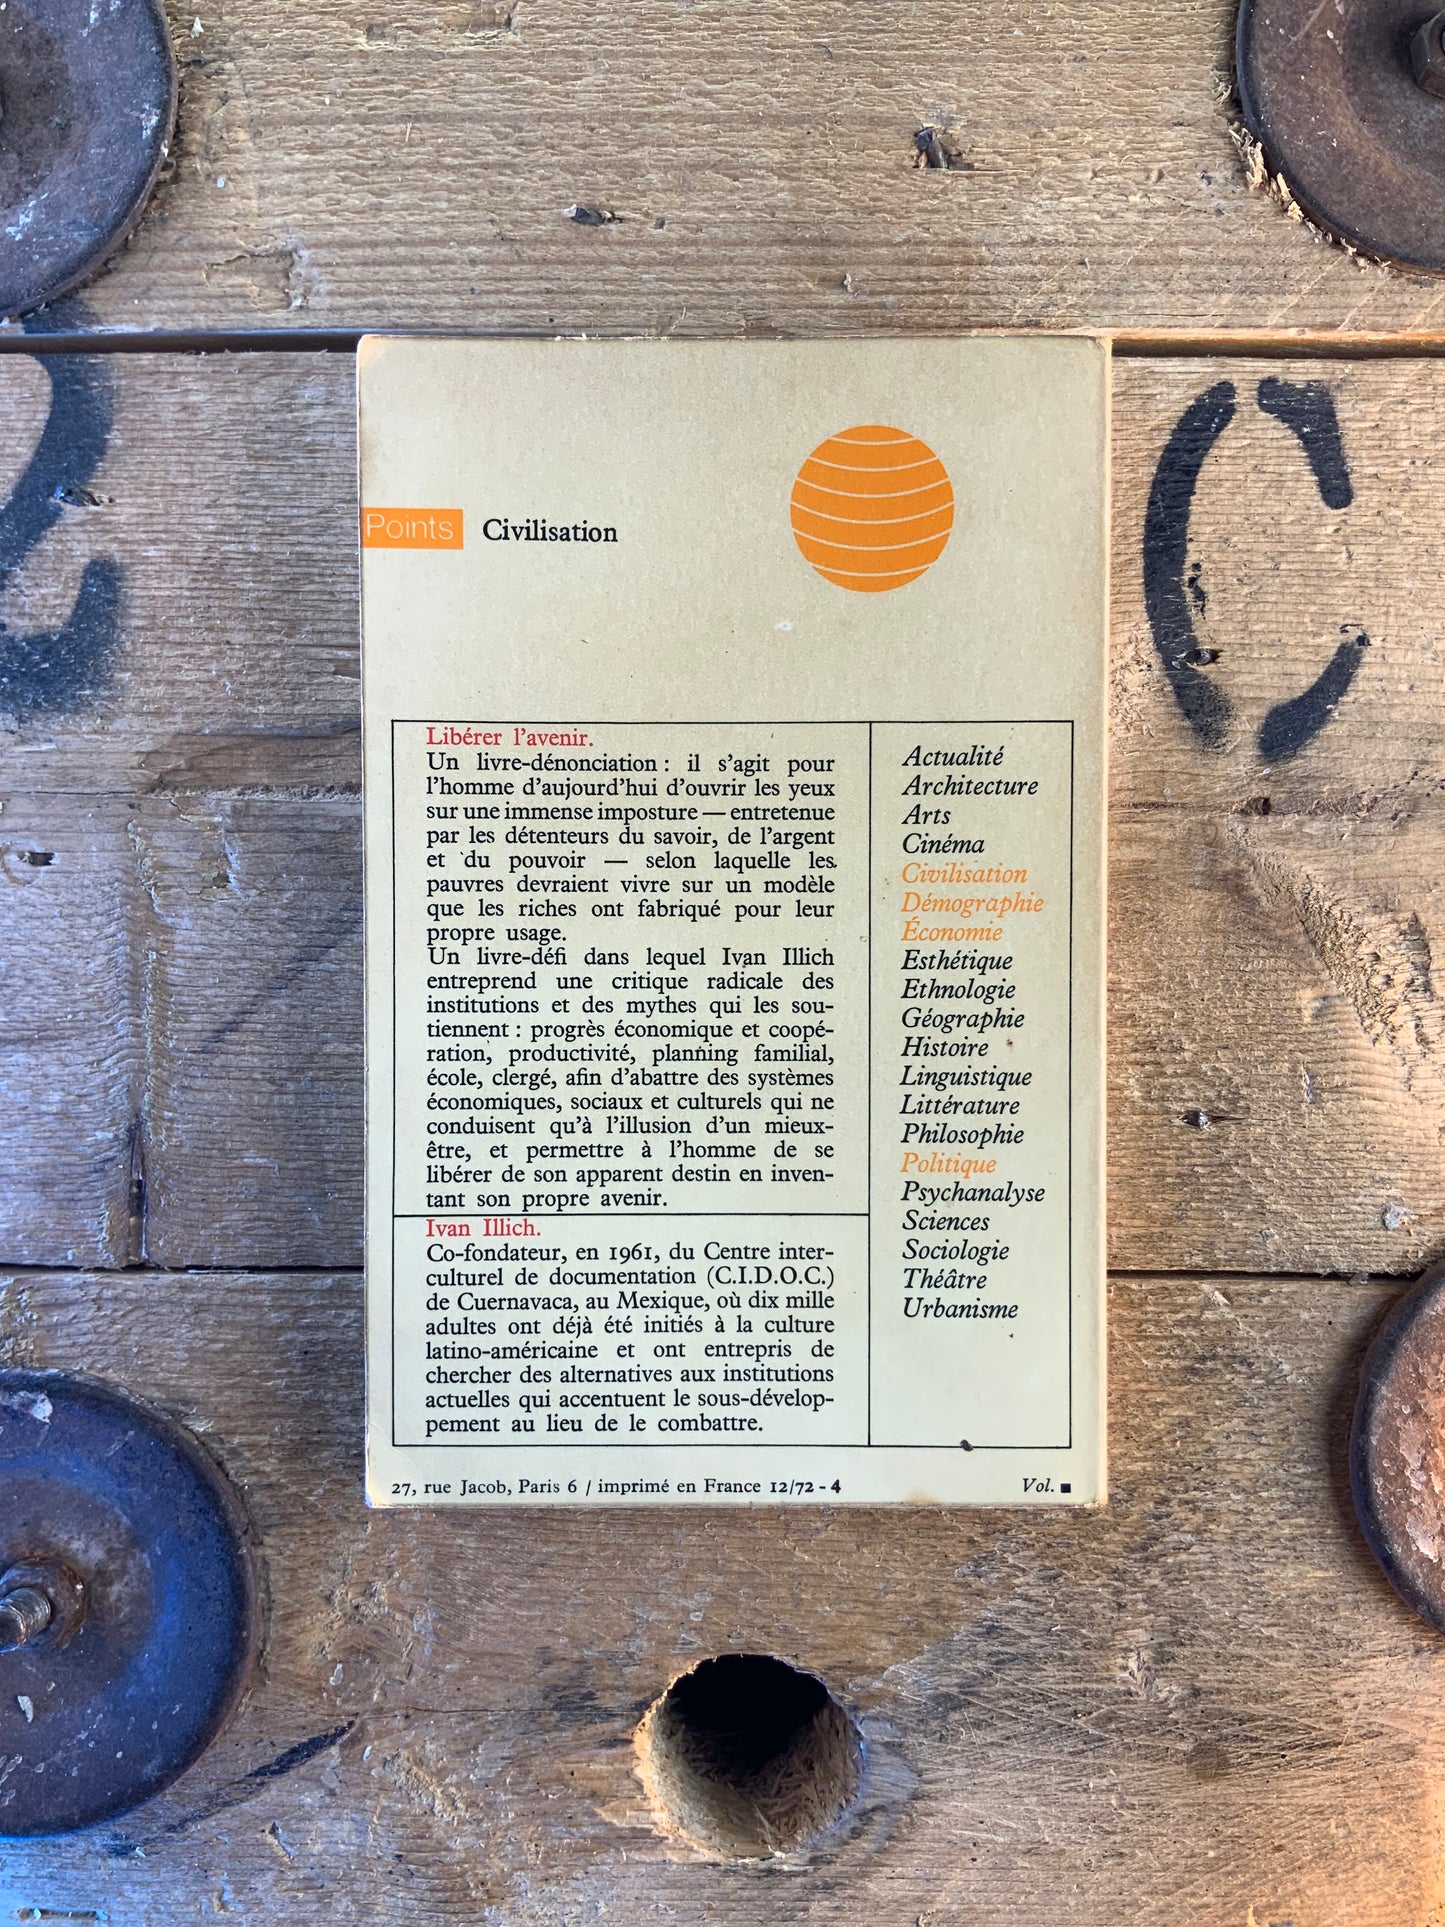 Points Civilisation
Libérer l'avenir.
Un livre-dénonciation : il s'agit pour
l'homme d'aujourd'hui d'ouvrir les yeux
sur une immense imposture — entretenue
par les détenteurs du savoir, de l'argent
et du pouvoir — selon laquelle les
pauvres devraient vivre sur un modèle
que les riches ont fabriqué pour leur
propre usage.
Un livre-défi dans lequel Ivan Illich
entreprend une critique radicale des
institutions et des mythes qui les sou-
tiennent : progrès économique et coopé-
ration, productivité, planning familial,
école, clergé, afin d'abattre des systèmes
économiques, sociaux et culturels qui ne
conduisent qu'à l'illusion d'un mieux-
être, et permettre à l'homme de se
libérer de son apparent destin en inven-
tant son propre avenir.
Ivan Illich.
Co-fondateur, en 1961, du Centre inter-
culturel de documentation (C.I.D.O.C.)
de Cuernavaca, au Mexique, où dix mille
adultes ont déjà été initiés à la culture
latino-américaine et ont entrepris de
chercher des alternatives aux institutions
actuelles qui accentuent le sous-dévelop-
pement au lieu de le combattre.
Actualité
Architecture
Arts
Cinéma
Civilisation
Démographie
Économie
Esthétique
Ethnologie
Géographie
Histoire
Linguistique
Littérature
Philosophie
Politique
Psychanalyse
Sciences
Sociologie
Théâtre
Urbanisme
27, rue Jacob, Paris 6 / imprimé en France 12/72 - 4
Vol. ■
C